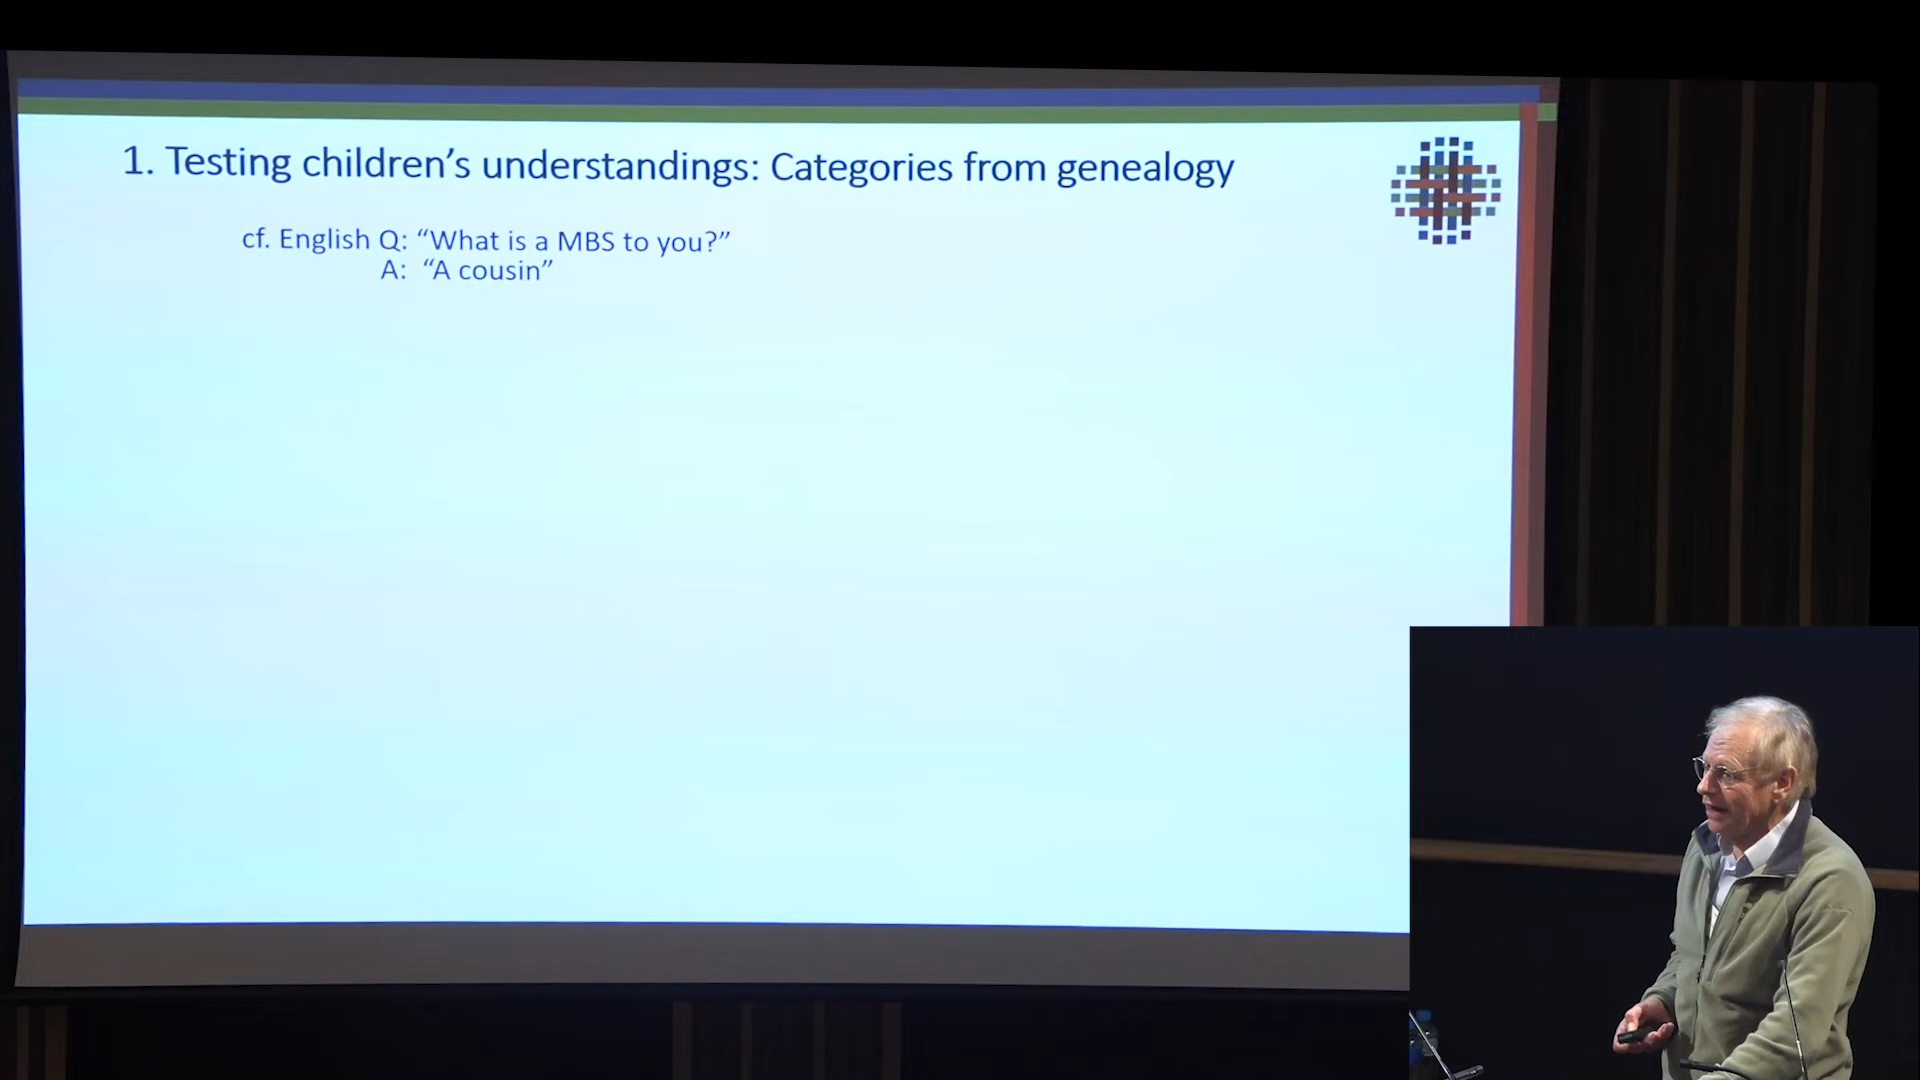 1. Testing children’s understandings: Categories from genealogy
cf. English Q: “What is a MBS to you?”
A: “A cousin”